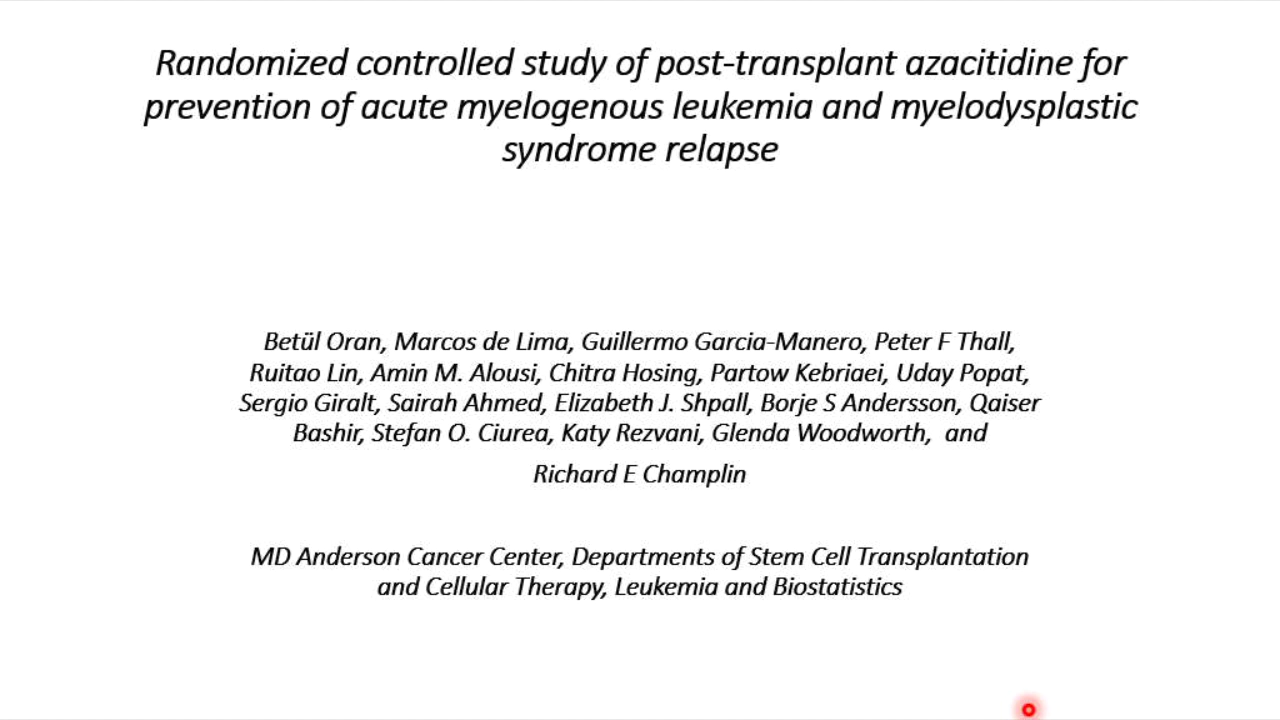 Randomized controlled study of post-transplant azacitidine for
prevention of acute myelogenous leukemia and myelodysplastic
syndrome relapse
Betül Oran, Marcos de Lima, Guillermo Garcia-Manero, Peter F Thall,
Ruitao Lin, Amin M. Alousi, Chitra Hosing, Partow Kebriaei, Uday Popat,
Sergio Giralt, Sairah Ahmed, Elizabeth J. Shpall, Borje S Andersson, Qaiser
Bashir, Stefan O. Ciurea, Katy Rezvani, Glenda Woodworth, and
Richard E Champlin
MD Anderson Cancer Center, Departments of Stem Cell Transplantation
and Cellular Therapy, Leukemia and Biostatistics